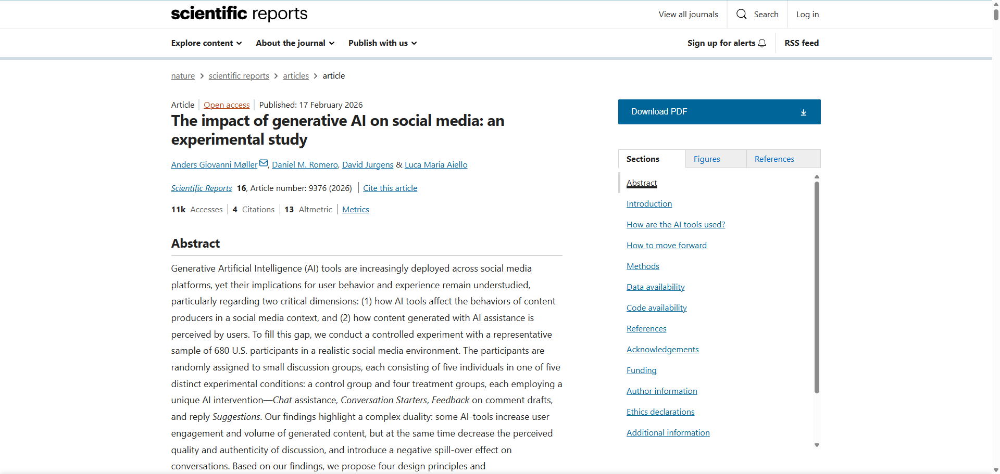 scientific reports
View all journals
Search
Log in
Explore content
About the journal
Publish with us
Sign up for alerts
RSS feed
nature > scientific reports > articles > article
Article | Open access | Published: 17 February 2026
The impact of generative AI on social media: an
experimental study
Anders Giovanni Møller, Daniel M. Romero, David Jurgens & Luca Maria Aiello
Scientific Reports 16, Article number: 9376 (2026) | Cite this article
11k Accesses | 4 Citations | 13 Altmetric | Metrics
Abstract
Generative Artificial Intelligence (AI) tools are increasingly deployed across social media
platforms, yet their implications for user behavior and experience remain understudied,
particularly regarding two critical dimensions: (1) how AI tools affect the behaviors of content
producers in a social media context, and (2) how content generated with AI assistance is
perceived by users. To fill this gap, we conduct a controlled experiment with a representative
sample of 680 U.S. participants in a realistic social media environment. The participants are
randomly assigned to small discussion groups, each consisting of five individuals in one of five
distinct experimental conditions: a control group and four treatment groups, each employing a
unique AI intervention—Chat assistance, Conversation Starters, Feedback on comment drafts,
and reply Suggestions. Our findings highlight a complex duality: some AI-tools increase user
engagement and volume of generated content, but at the same time decrease the perceived
quality and authenticity of discussion, and introduce a negative spill-over effect on
conversations. Based on our findings, we propose four design principles and
Download PDF
Sections
Figures
References
Abstract
Introduction
How are the AI tools used?
How to move forward
Methods
Data availability
Code availability
References
Acknowledgements
Funding
Author information
Ethics declarations
Additional information